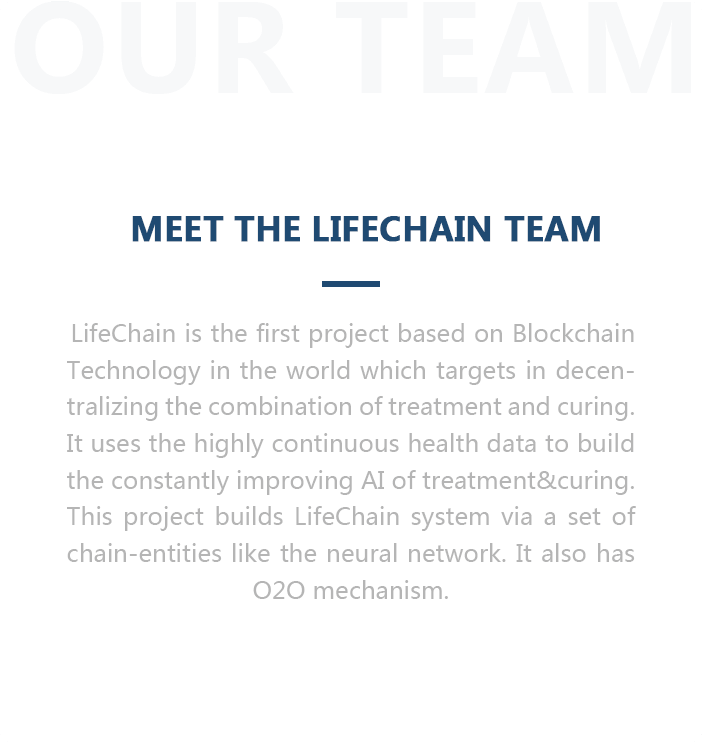 OUR TEAM
MEET THE LIFECHAIN TEAM
LifeChain is the first project based on Blockchain
Technology in the world which targets in decen-
tralizing the combination of treatment and curing.
It uses the highly continuous health data to build
the constantly improving AI of treatment&curing.
This project builds LifeChain system via a set of
chain-entities like the neural network. It also has
O2O mechanism.